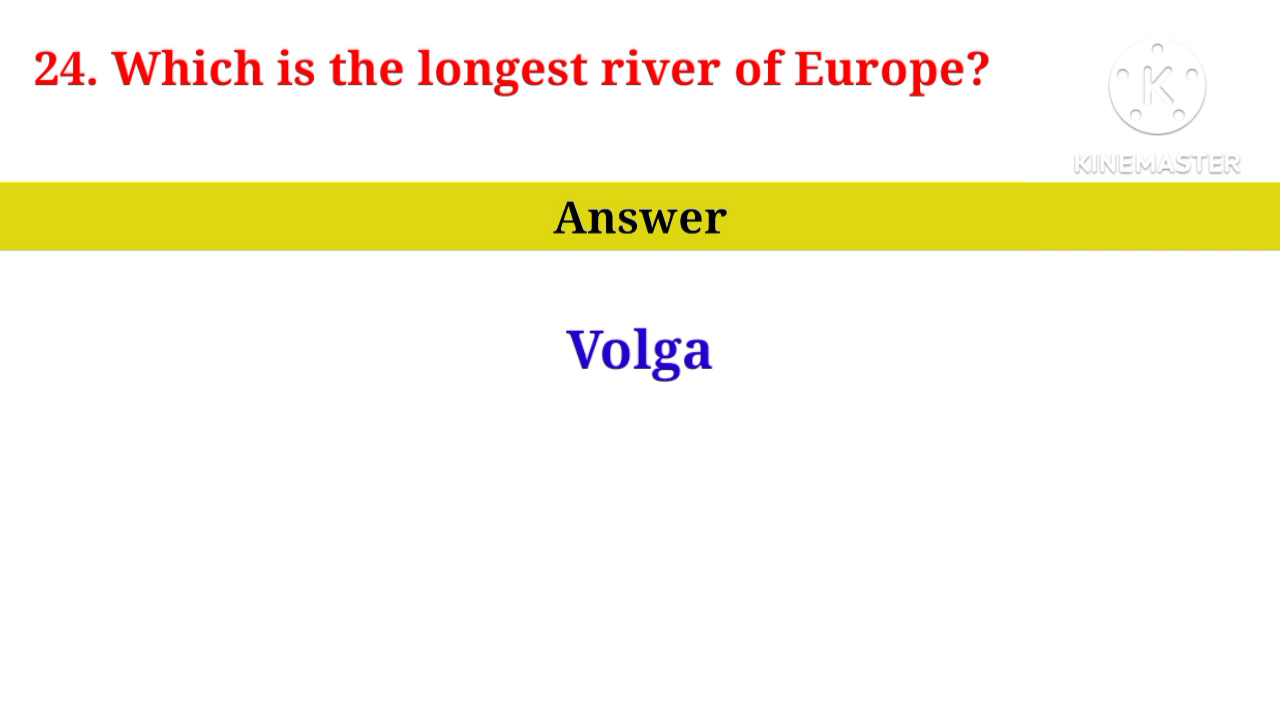 24. Which is the longest river of Europe?
K
KINEMASTER
Answer
Volga